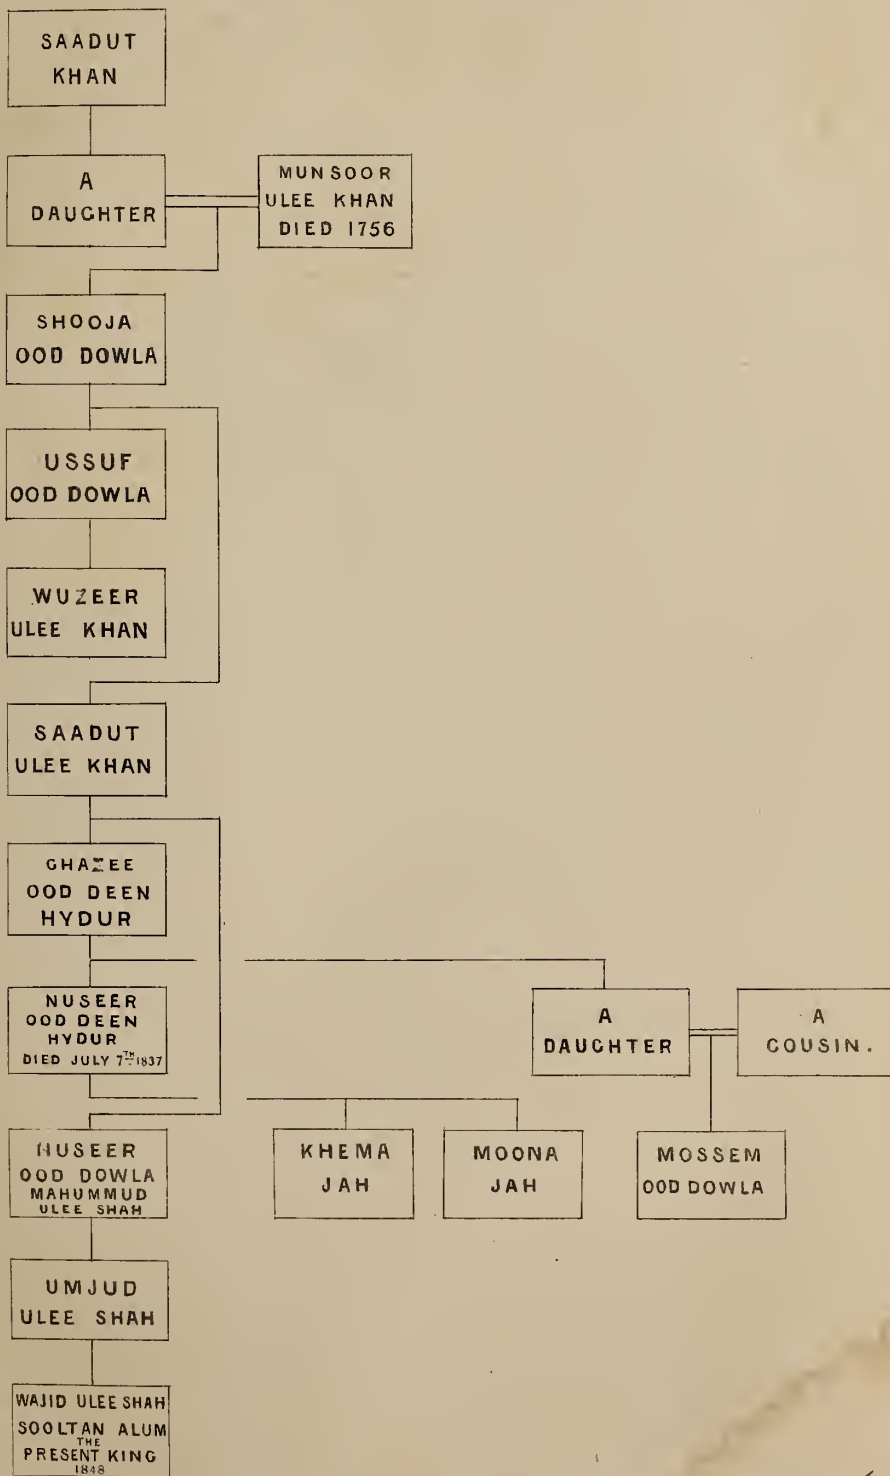 SAADUT
KHAN
A
DAUGHTER
MUNSOOR
ULEE KHAN
DIED 1756
SHOOJA
OOD DOWLA
USSUF
OOD DOWLA
WUZEER
ULEE KHAN
SAADUT
ULEE KHAN
GHAZEE
OOD DEEN
HYDUR
NUSEER
OOD DEEN
HYDUR
DIED JULY 7TH 1837
A
DAUGHTER
A
COUSIN.
NUSEER
OOD DOWLA
MAHUMMUD
ULEE SHAH
KHEMA
JAH
MOONA
JAH
MOSSEM
OOD DOWLA
UMJUD
ULEE SHAH
WAJID ULEE SHAH
SOOLTAN ALUM
THE
PRESENT KING
1848